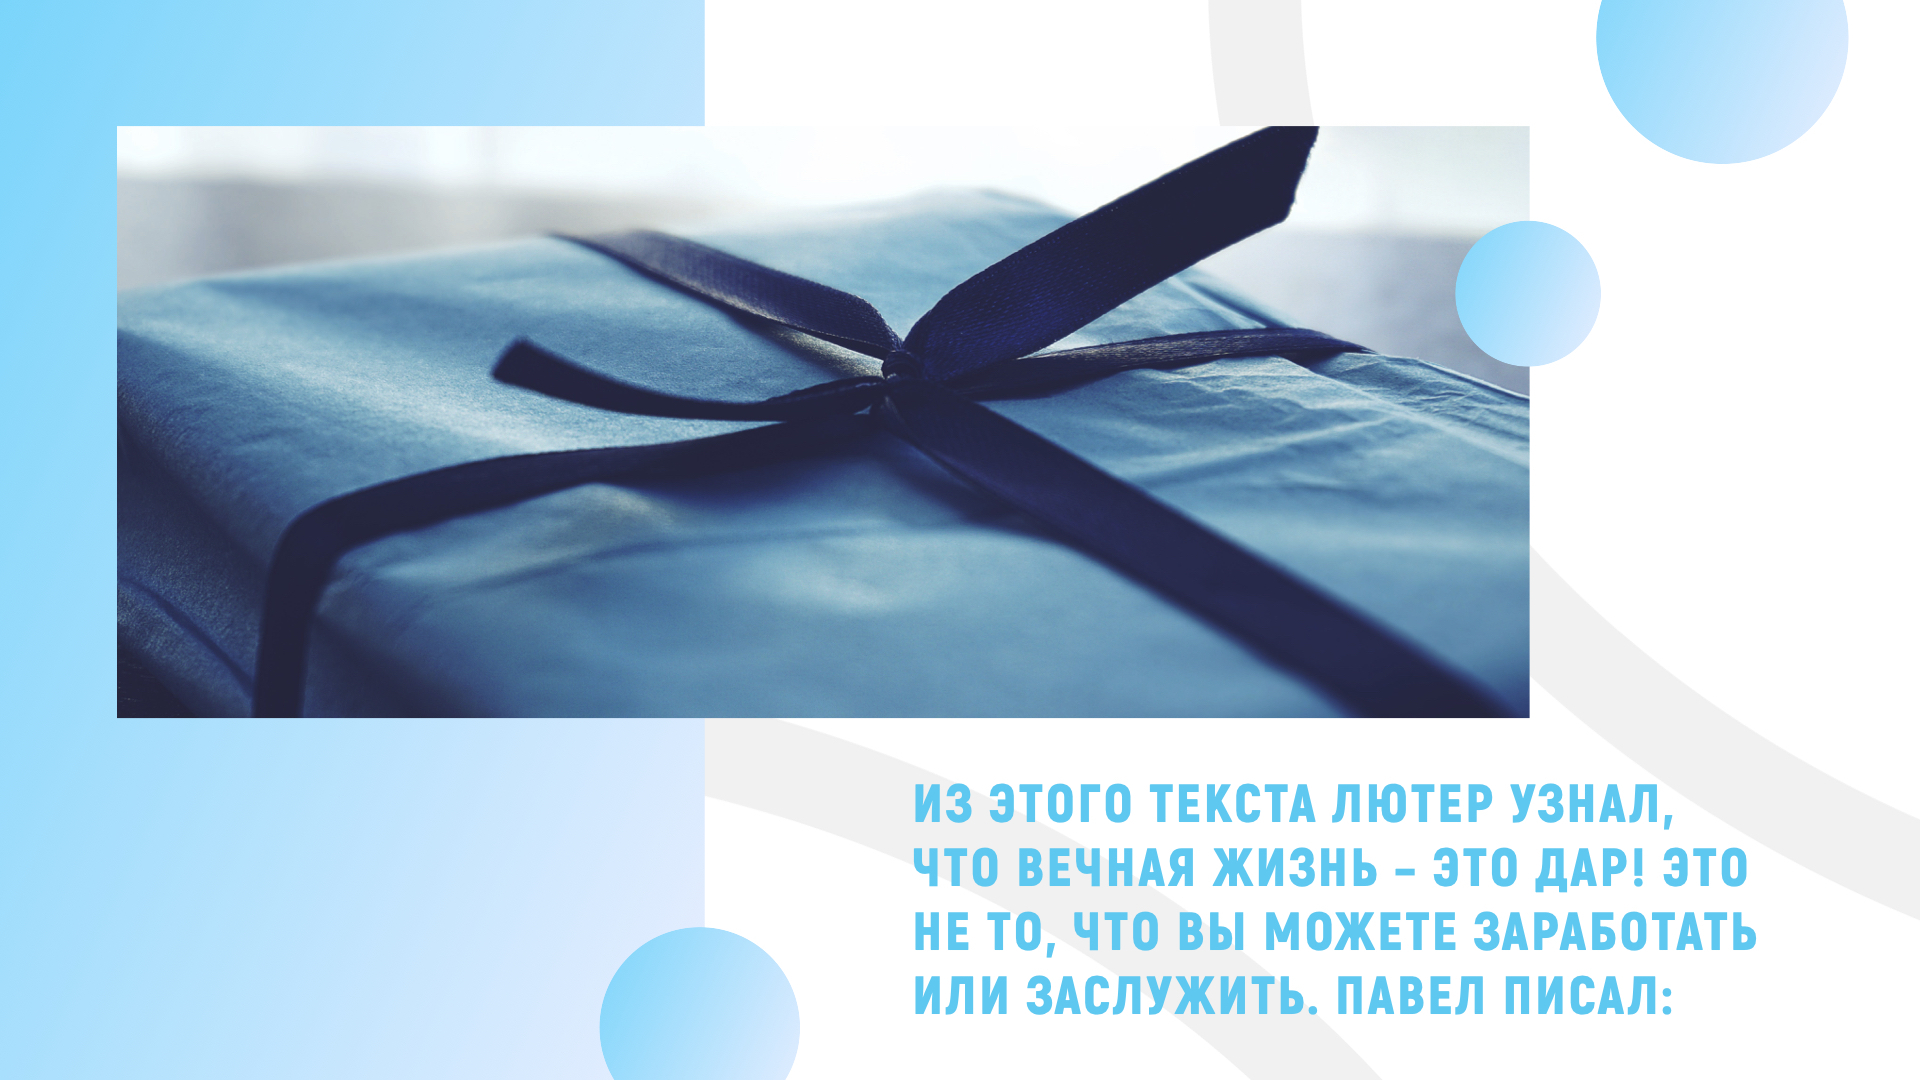 ИЗ ЭТОГО ТЕКСТА ЛЮТЕР УЗНАЛ,
ЧТО ВЕЧНАЯ ЖИЗНЬ – ЭТО ДАР! ЭТО
НЕ ТО, ЧТО ВЫ МОЖЕТЕ ЗАРАБОТАТЬ
ИЛИ ЗАСЛУЖИТЬ. ПАВЕЛ ПИСАЛ: